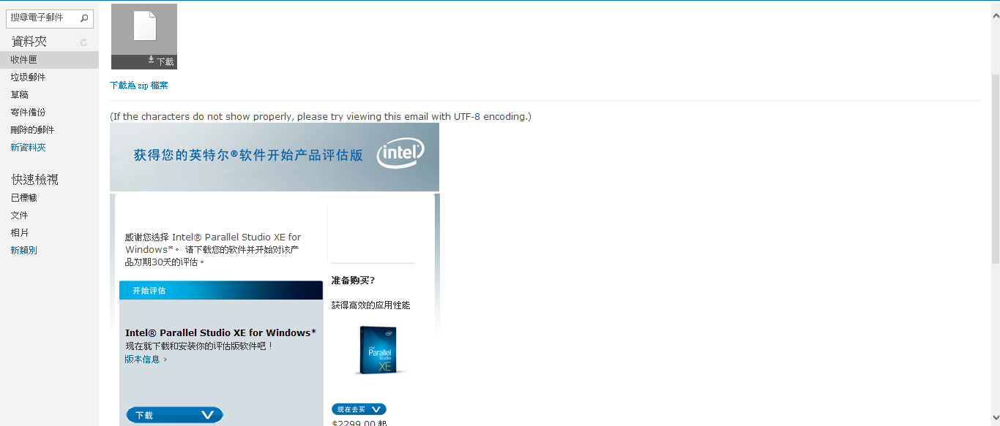 搜尋電子郵件
資料夾
收件匣
垃圾郵件
草稿
寄件備份
刪除的郵件
新資料夾
快速檢視
已標幟
文件
相片
新類別
下載
下載為 zip 檔案
(If the characters do not show properly, please try viewing this email with UTF-8 encoding.)
获得您的英特尔®软件开始产品评估版
intel
感谢您选择 Intel® Parallel Studio XE for
Windows*。 请下载您的软件并开始对该产
品为期30天的评估。
开始评估
Intel® Parallel Studio XE for Windows*
现在就下载和安装你的评估版软件吧！
版本信息 ›
下载
准备购买?
获得高效的应用性能
Parallel
Studio
XE
现在去买
$2299.00 起